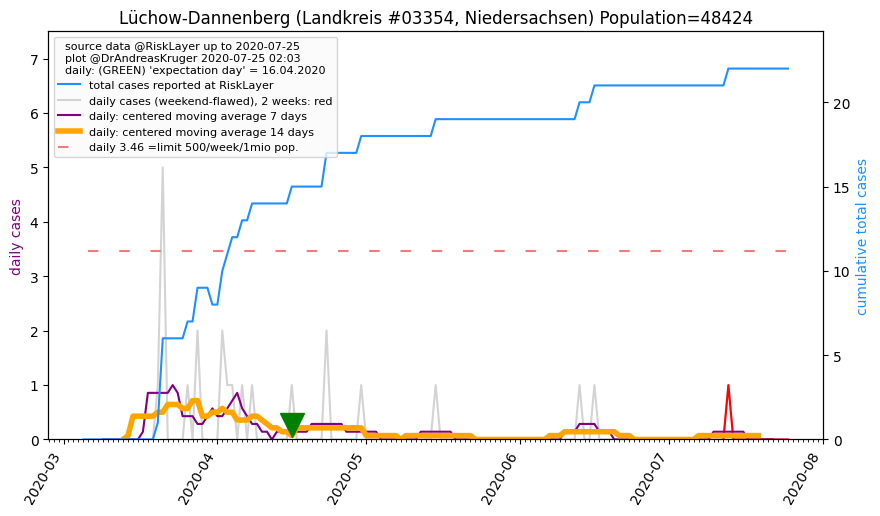 Lüchow-Dannenberg (Landkreis #03354, Niedersachsen) Population=48424
source data @RiskLayer up to 2020-07-25
plot @DrAndreasKruger 2020-07-25 02:03
daily: (GREEN) 'expectation day' = 16.04.2020
total cases reported at RiskLayer
daily cases (weekend-flawed), 2 weeks: red
daily: centered moving average 7 days
daily: centered moving average 14 days
daily 3.46 =limit 500/week/1mio pop.
daily cases
7
6
5
4
3
2
1
0
cumulative total cases
20
15
10
5
0
2020-03
2020-04
2020-05
2020-06
2020-07
2020-08